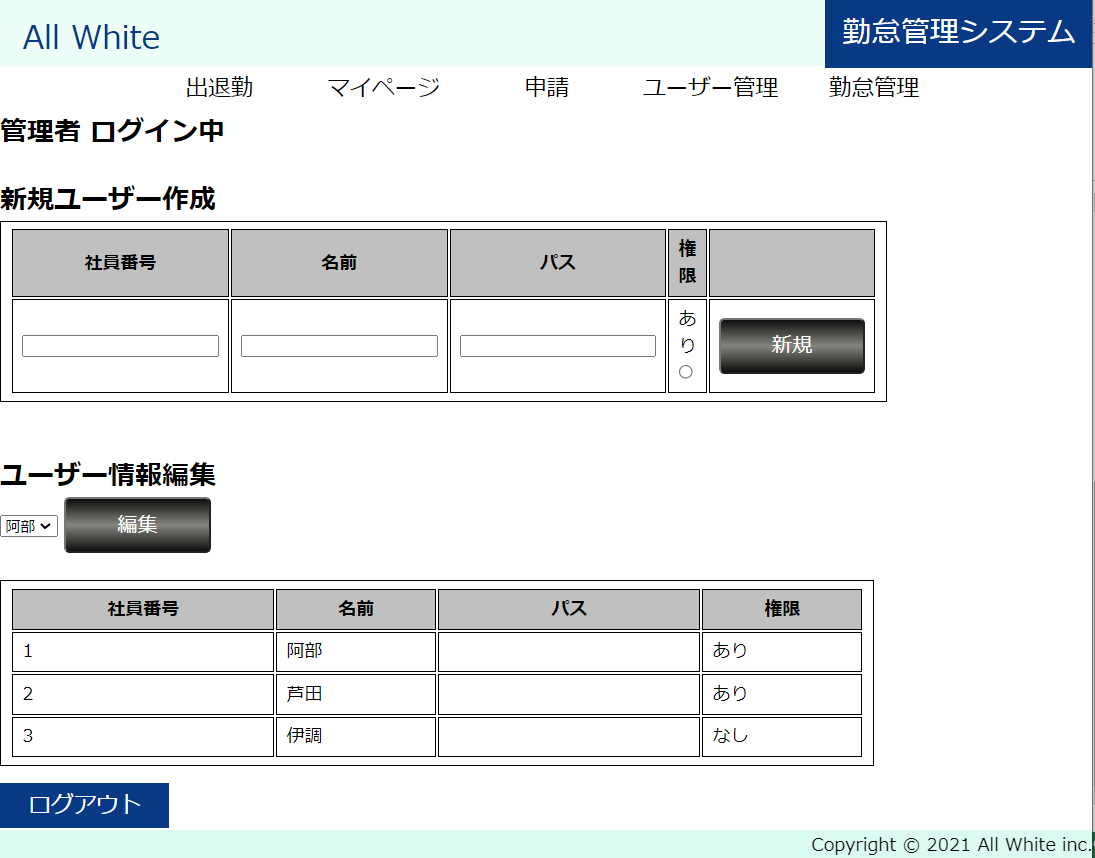 All White
勤怠管理システム
出退勤 マイページ 申請 ユーザー管理 勤怠管理
管理者 ログイン中
新規ユーザー作成
社員番号 名前 パス 権限
あり 新規
ユーザー情報編集
阿部 編集
社員番号 名前 パス 権限
1 阿部 あり
2 芦田 あり
3 伊調 なし
ログアウト
Copyright © 2021 All White inc.